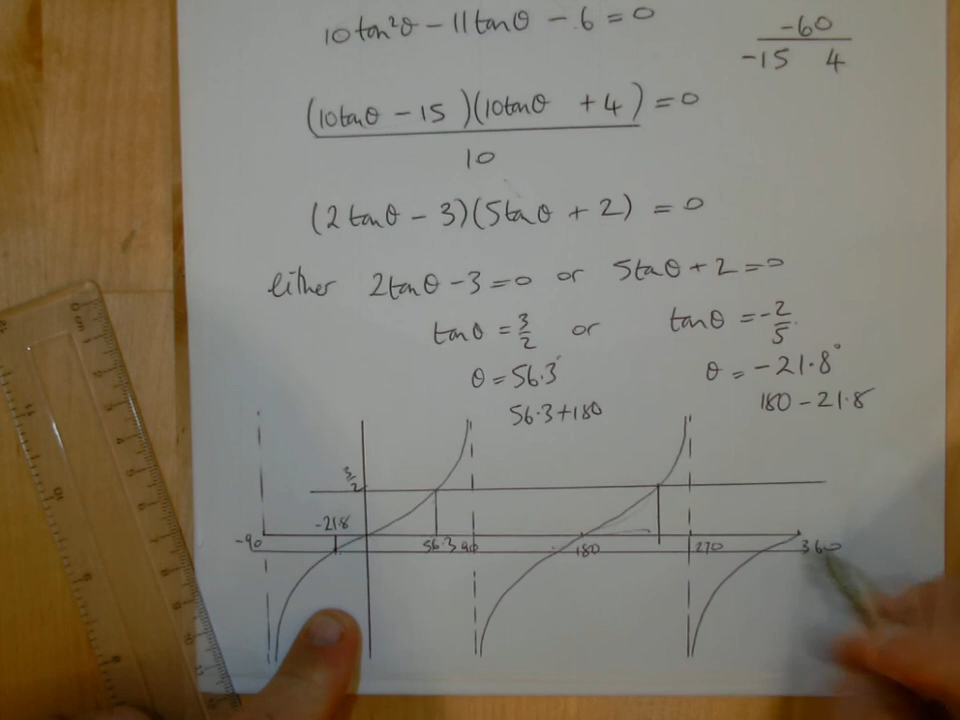 10tan²θ - 11tanθ - 6 = 0
-60
-15 4
(10tanθ - 15)(10tanθ + 4) = 0
10
(2tanθ - 3)(5tanθ + 2) = 0
either 2tanθ - 3 = 0 or 5tanθ + 2 = 0
tanθ = 3/2 or tanθ = -2/5
θ = 56.3° θ = -21.8°
56.3 + 180 180 - 21.8
3/2
-21.8
-90 56.3 90 180 270 360